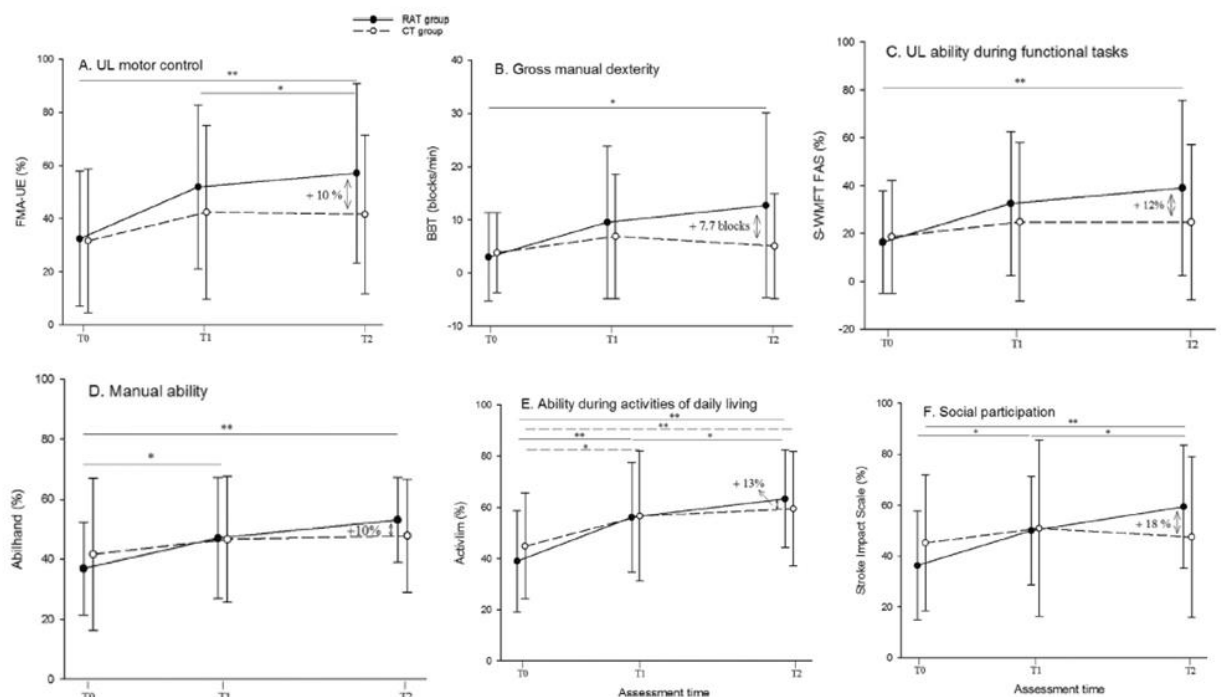 RAT group
CT group
A. UL motor control
FMA-UE (%)
100
80
60
40
20
0
**
*
+ 10 %
T0
T1
T2
B. Gross manual dexterity
BBT (blocks/min)
40
30
20
10
0
-10
*
+ 7.7 blocks
T0
T1
T2
C. UL ability during functional tasks
S-WMFT FAS (%)
100
80
60
40
20
0
-20
**
+ 12%
T0
T1
T2
D. Manual ability
Abilhand (%)
100
80
60
40
20
0
**
*
+10%
T0
T1
T2
E. Ability during activities of daily living
Activlim (%)
100
80
60
40
20
0
**
**
**
*
*
+ 13%
T0
T1
T2
Assessment time
F. Social participation
Stroke Impact Scale (%)
100
80
60
40
20
0
**
*
*
+ 18 %
T0
T1
T2
Assessment time